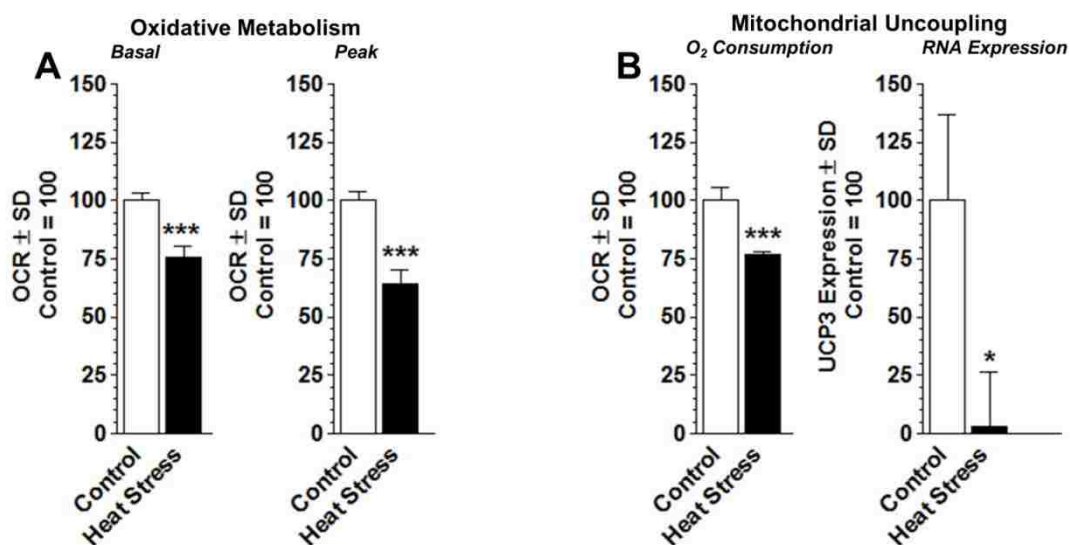 Oxidative Metabolism
Mitochondrial Uncoupling
A
Basal
Peak
B
O₂ Consumption
RNA Expression
OCR ± SD
Control = 100
150
125
100
75
50
25
0
***
Control
Heat Stress
OCR ± SD
Control = 100
150
125
100
75
50
25
0
***
Control
Heat Stress
OCR ± SD
Control = 100
150
125
100
75
50
25
0
***
Control
Heat Stress
UCP3 Expression ± SD
Control = 100
150
125
100
75
50
25
0
*
Control
Heat Stress